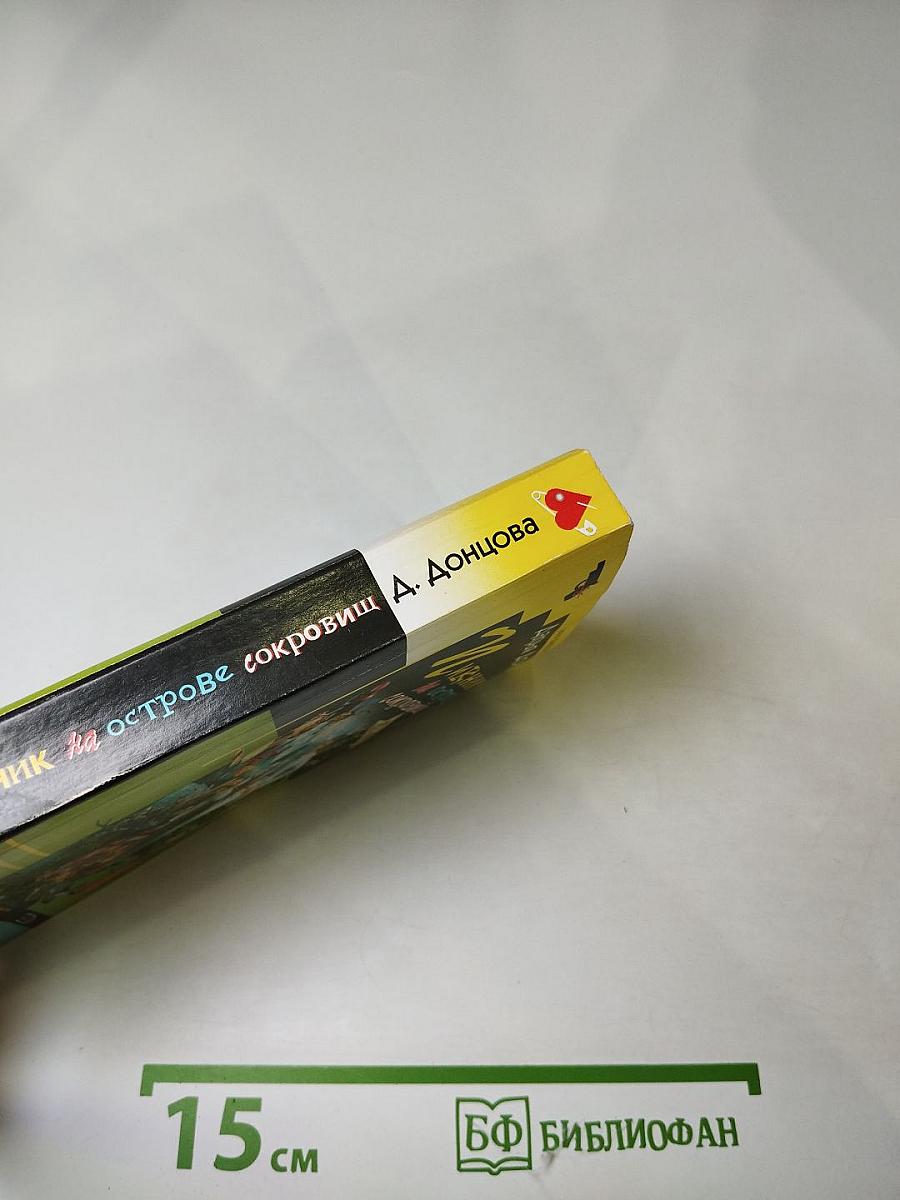 Д. Донцова
ник на острове сокровищ
15 см
БФ БИБЛИОФАН